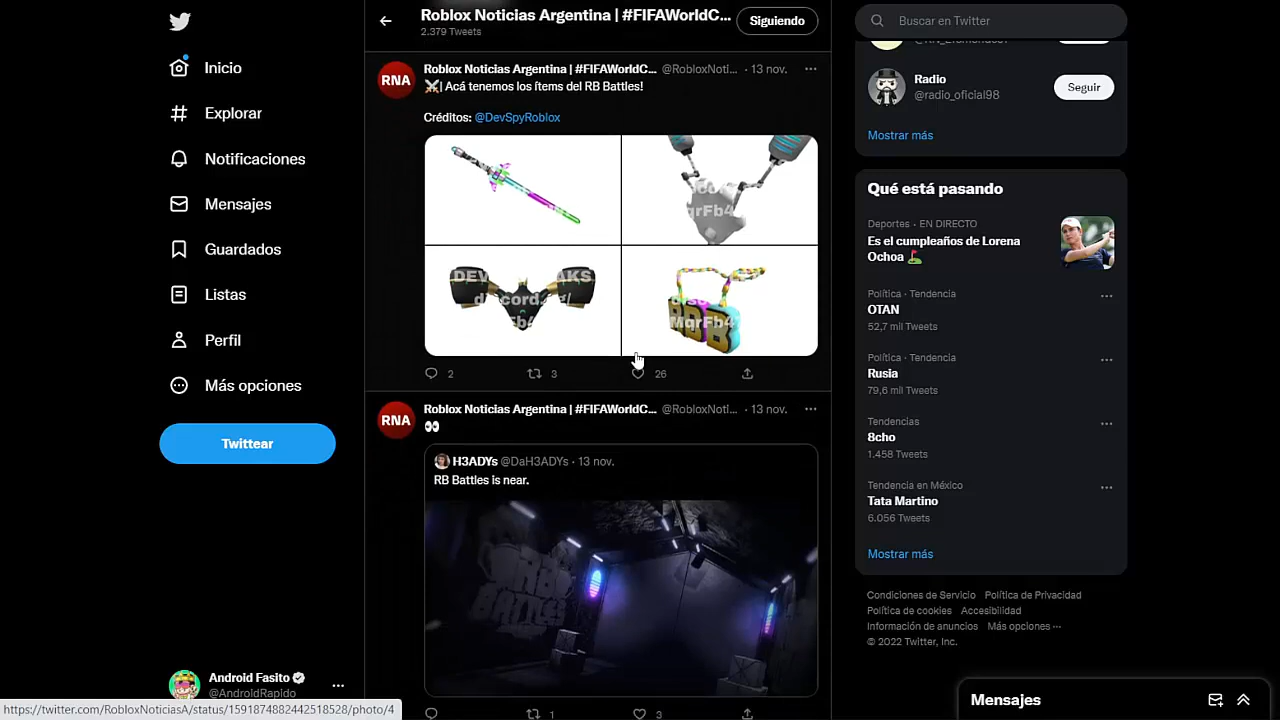 Roblox Noticias Argentina | #FIFAWorldC...
2.379 Tweets
Siguiendo
Inicio
Explorar
Notificaciones
Mensajes
Guardados
Listas
Perfil
Más opciones
Twittear
Android Fasito
@AndroidRapido
https://twitter.com/RobloxNoticiasA/status/1591874882442518528/photo/4
RNA
Roblox Noticias Argentina | #FIFAWorldC... @RobloxNoti... · 13 nov.
⚔️| Acá tenemos los ítems del RB Battles!
Créditos: @DevSpyRoblox
2 3 26
RNA
Roblox Noticias Argentina | #FIFAWorldC... @RobloxNoti... · 13 nov.
👀
H3ADYs @DaH3ADYs · 13 nov.
RB Battles is near.
1 3
Buscar en Twitter
Radio
@radio_oficial98
Seguir
Mostrar más
Qué está pasando
Deportes · EN DIRECTO
Es el cumpleaños de Lorena
Ochoa ⛳
Política · Tendencia
OTAN
52,7 mil Tweets
Política · Tendencia
Rusia
79,6 mil Tweets
Tendencias
8cho
1.458 Tweets
Tendencia en México
Tata Martino
6.056 Tweets
Mostrar más
Condiciones de Servicio Política de Privacidad
Política de cookies Accesibilidad
Información de anuncios Más opciones ···
© 2022 Twitter, Inc.
Mensajes